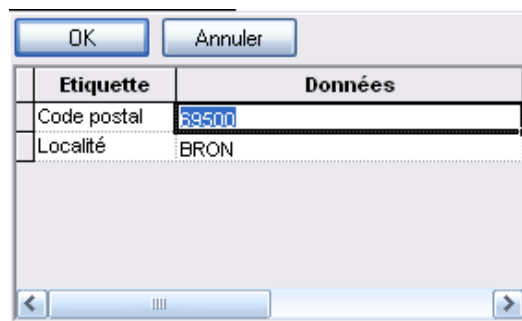 OK Annuler
Etiquette Données
Code postal 69500
Localité BRON